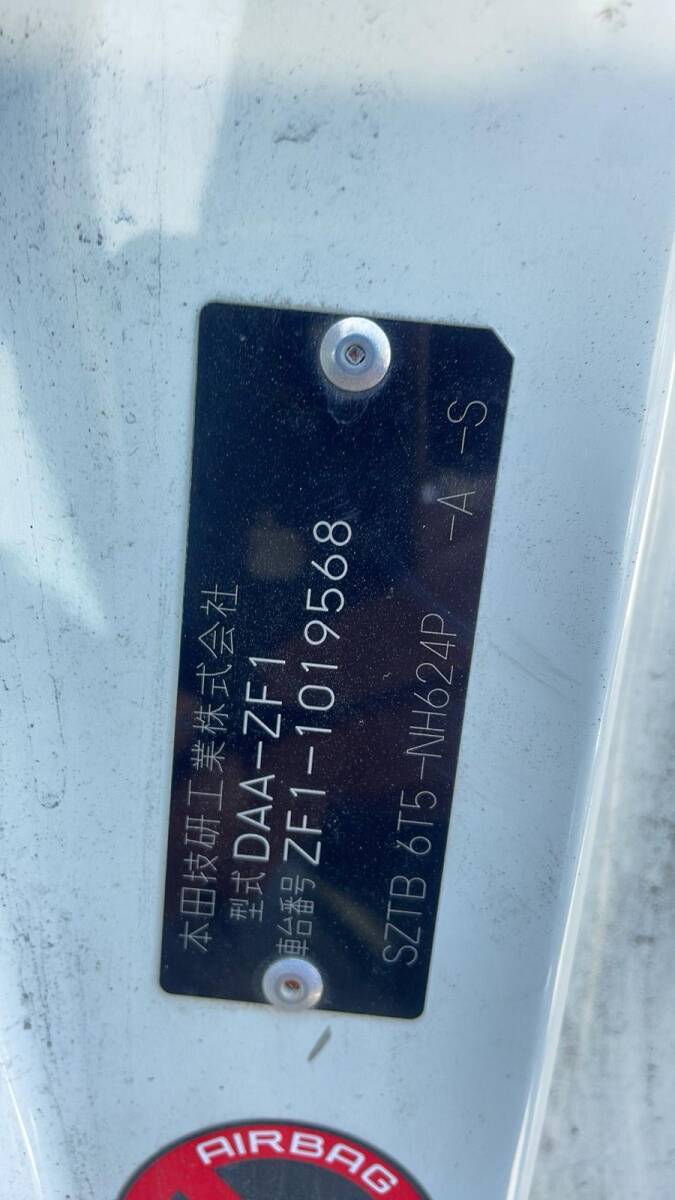 本田技研工業株式会社
型式 DAA-ZF1
車台番号 ZF1-1019568
SZTB 6T5-NH624P -A -S
AIRBAG